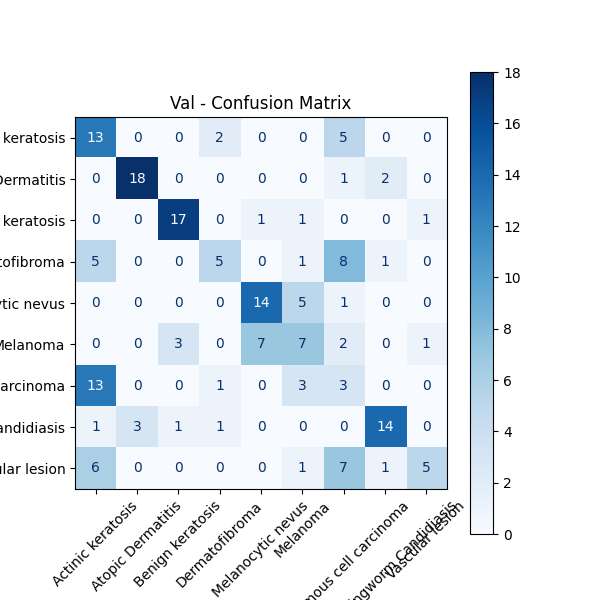 Val - Confusion Matrix
keratosis 13 0 0 2 0 0 5 0 0
Dermatitis 0 18 0 0 0 0 1 2 0
keratosis 0 0 17 0 1 1 0 0 1
tofibroma 5 0 0 5 0 1 8 1 0
ytic nevus 0 0 0 0 14 5 1 0 0
Melanoma 0 0 3 0 7 7 2 0 1
arcinoma 13 0 0 1 0 3 3 0 0
andidiasis 1 3 1 1 0 0 0 14 0
ular lesion 6 0 0 0 0 1 7 1 5
Actinic keratosis
Atopic Dermatitis
Benign keratosis
Dermatofibroma
Melanocytic nevus
Melanoma
mous cell carcinoma
ngworm Candidiasis
Vascular lesion
18
16
14
12
10
8
6
4
2
0